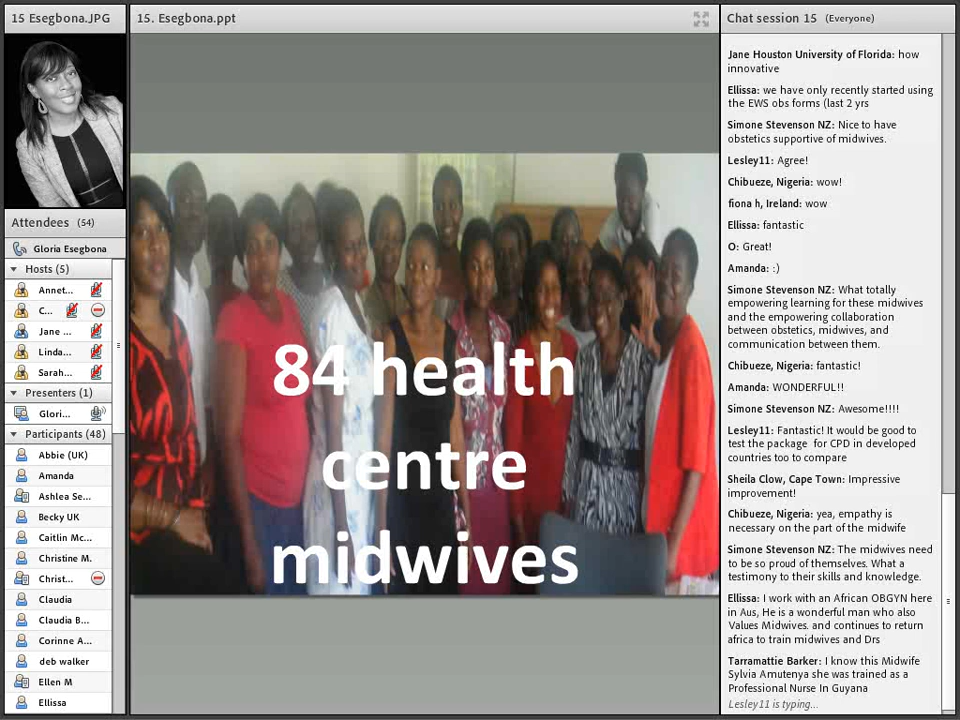 15 Esegbona.JPG
Attendees (54)
Gloria Esegbona
Hosts (5)
Annet...
C...
Jane ...
Linda...
Sarah...
Presenters (1)
Glori...
Participants (48)
Abbie (UK)
Amanda
Ashlea Se...
Becky UK
Caitlin Mc...
Christine M.
Christ...
Claudia
Claudia B...
Corinne A...
deb walker
Ellen M
Ellissa
15. Esegbona.ppt
84 health
centre
midwives
Chat session 15 (Everyone)
Jane Houston University of Florida: how
innovative
Ellissa: we have only recently started using
the EWS obs forms (last 2 yrs
Simone Stevenson NZ: Nice to have
obstetics supportive of midwives.
Lesley11: Agree!
Chibueze, Nigeria: wow!
fiona h, Ireland: wow
Ellissa: fantastic
O: Great!
Amanda: :)
Simone Stevenson NZ: What totally
empowering learning for these midwives
and the empowering collaboration
between obstetics, midwives, and
communication between them.
Chibueze, Nigeria: fantastic!
Amanda: WONDERFUL!!
Simone Stevenson NZ: Awesome!!!!
Lesley11: Fantastic! It would be good to
test the package for CPD in developed
countries too to compare
Sheila Clow, Cape Town: Impressive
improvement!
Chibueze, Nigeria: yea, empathy is
necessary on the part of the midwife
Simone Stevenson NZ: The midwives need
to be so proud of themselves. What a
testimony to their skills and knowledge.
Ellissa: I work with an African OBGYN here
in Aus, He is a wonderful man who also
Values Midwives. and continues to return
africa to train midwives and Drs
Tarramattie Barker: I know this Midwife
Sylvia Amutenya she was trained as a
Professional Nurse In Guyana
Lesley11 is typing...